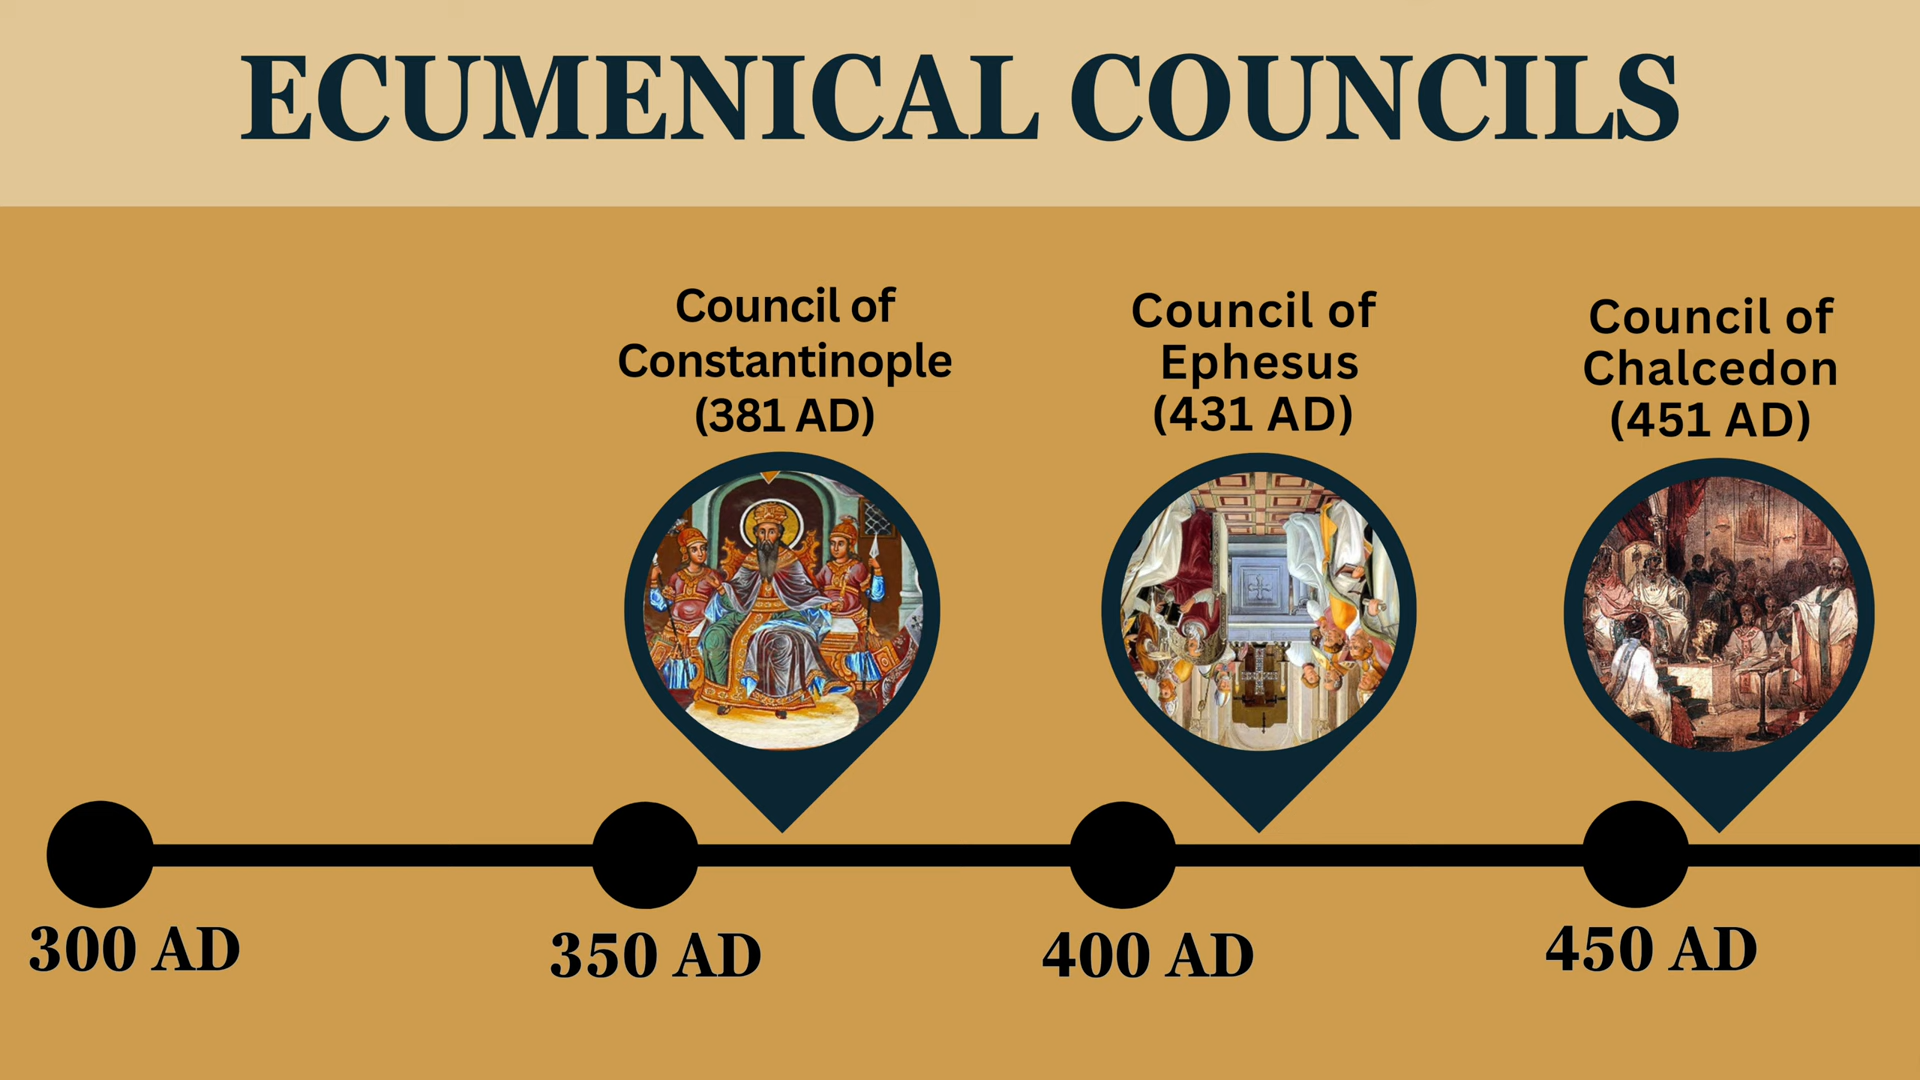 ECUMENICAL COUNCILS
Council of
Constantinople
(381 AD)
Council of
Ephesus
(431 AD)
Council of
Chalcedon
(451 AD)
300 AD
350 AD
400 AD
450 AD